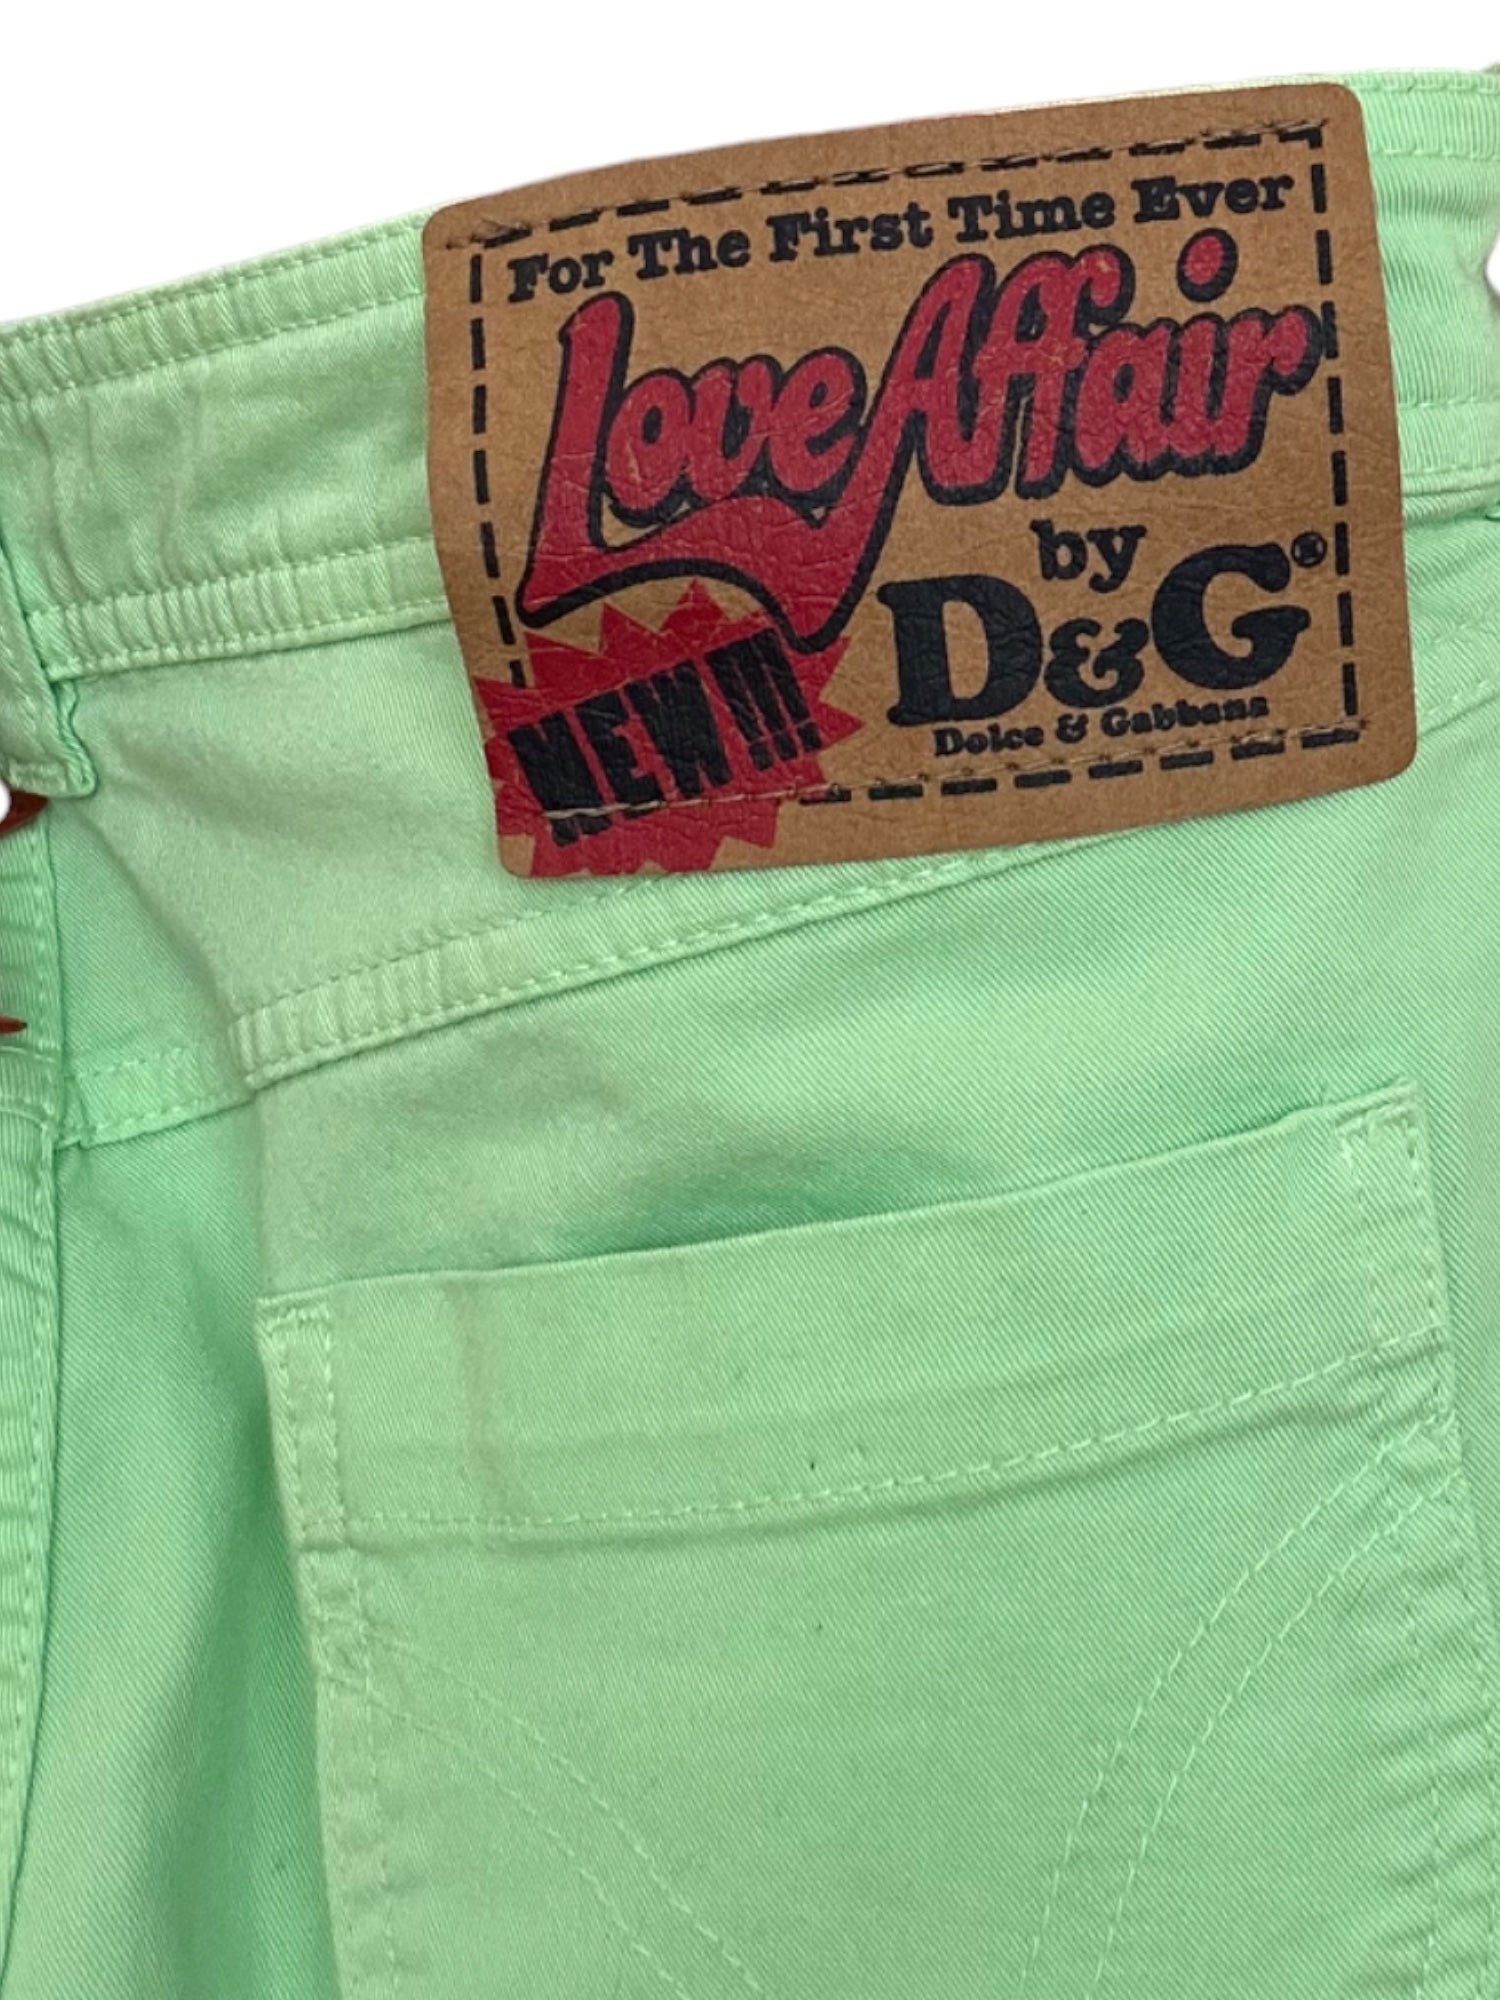 For The First Time Ever
Love Affair
by
D&G®
Dolce & Gabbana
NEW!!!